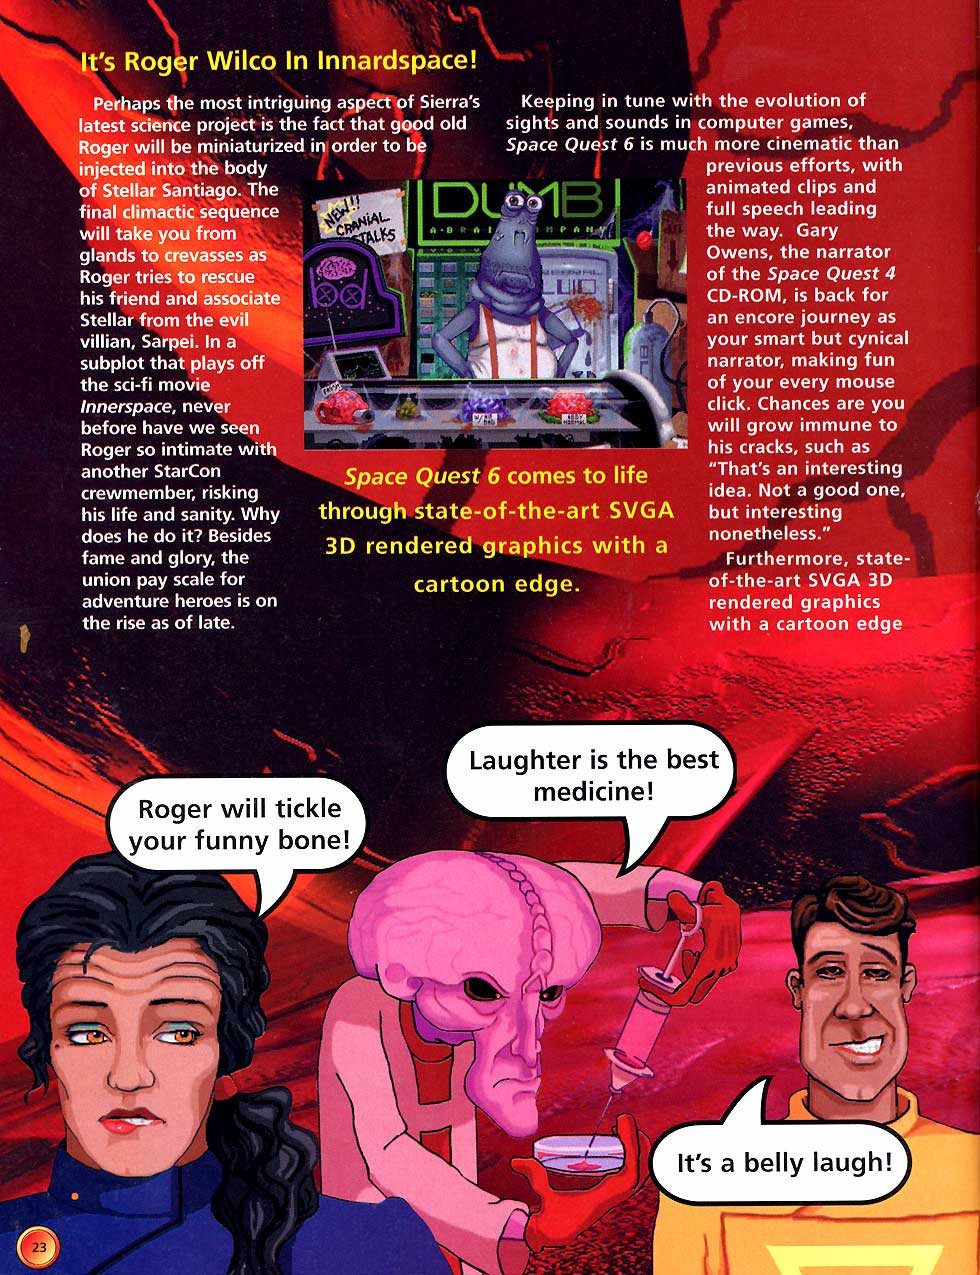 It's Roger Wilco In Innardspace!
Perhaps the most intriguing aspect of Sierra's
latest science project is the fact that good old
Roger will be miniaturized in order to be
injected into the body
of Stellar Santiago. The
final climactic sequence
will take you from
glands to crevasses as
Roger tries to rescue
his friend and associate
Stellar from the evil
villian, Sarpei. In a
subplot that plays off
the sci-fi movie
Innerspace, never
before have we seen
Roger so intimate with
another StarCon
crewmember, risking
his life and sanity. Why
does he do it? Besides
fame and glory, the
union pay scale for
adventure heroes is on
the rise as of late.
NEW!!
CRANIAL
STALKS
DUMB
A·BRAIN COMPANY
ABBY
NORMAL
Space Quest 6 comes to life
through state-of-the-art SVGA
3D rendered graphics with a
cartoon edge.
Keeping in tune with the evolution of
sights and sounds in computer games,
Space Quest 6 is much more cinematic than
previous efforts, with
animated clips and
full speech leading
the way. Gary
Owens, the narrator
of the Space Quest 4
CD-ROM, is back for
an encore journey as
your smart but cynical
narrator, making fun
of your every mouse
click. Chances are you
will grow immune to
his cracks, such as
"That's an interesting
idea. Not a good one,
but interesting
nonetheless."
Furthermore, state-
of-the-art SVGA 3D
rendered graphics
with a cartoon edge
Laughter is the best
medicine!
Roger will tickle
your funny bone!
It's a belly laugh!
23